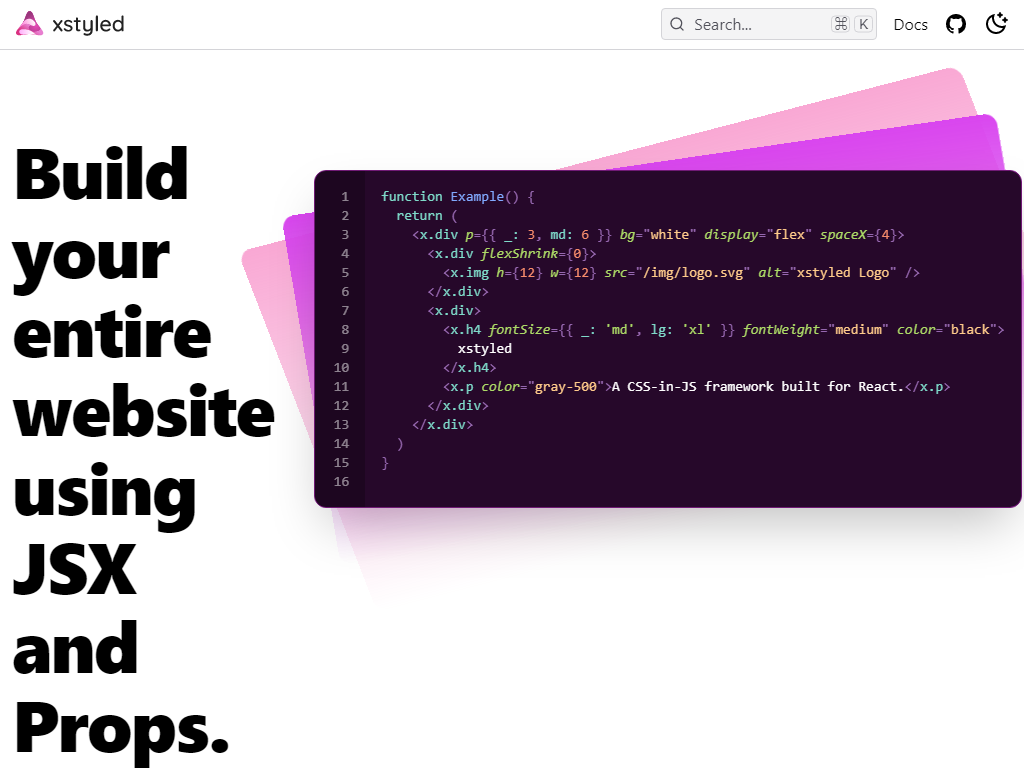 xstyled
Search... ⌘ K
Docs
Build
your
entire
website
using
JSX
and
Props.
1 function Example() {
2   return (
3     <x.div p={{ _: 3, md: 6 }} bg="white" display="flex" spaceX={4}>
4       <x.div flexShrink={0}>
5         <x.img h={12} w={12} src="/img/logo.svg" alt="xstyled Logo" />
6       </x.div>
7       <x.div>
8         <x.h4 fontSize={{ _: 'md', lg: 'xl' }} fontWeight="medium" color="black">
9           xstyled
10         </x.h4>
11         <x.p color="gray-500">A CSS-in-JS framework built for React.</x.p>
12       </x.div>
13     </x.div>
14   )
15 }
16